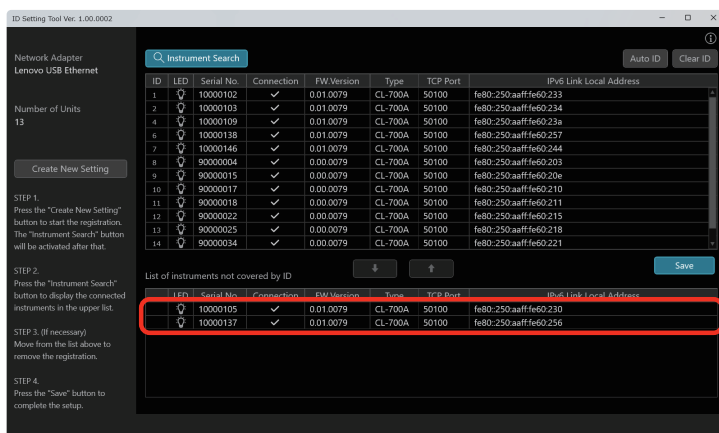 ID Setting Tool Ver. 1.00.0002
Network Adapter
Lenovo USB Ethernet
Number of Units
13
Create New Setting
STEP 1.
Press the "Create New Setting"
button to start the registration.
The "Instrument Search" button
will be activated after that.
STEP 2.
Press the "Instrument Search"
button to display the connected
instruments in the upper list.
STEP 3. (If necessary)
Move from the list above to
remove the registration.
STEP 4.
Press the "Save" button to
complete the setup.
Instrument Search
Auto ID Clear ID
ID LED Serial No. Connection FW.Version Type TCP Port IPv6 Link Local Address
1 10000102 ✓ 0.01.0079 CL-700A 50100 fe80::250:aaff:fe60:233
2 10000103 ✓ 0.01.0079 CL-700A 50100 fe80::250:aaff:fe60:234
4 10000109 ✓ 0.01.0079 CL-700A 50100 fe80::250:aaff:fe60:23a
6 10000138 ✓ 0.01.0079 CL-700A 50100 fe80::250:aaff:fe60:257
7 10000146 ✓ 0.01.0079 CL-700A 50100 fe80::250:aaff:fe60:244
8 90000004 ✓ 0.00.0079 CL-700A 50100 fe80::250:aaff:fe60:203
9 90000015 ✓ 0.00.0079 CL-700A 50100 fe80::250:aaff:fe60:20e
10 90000017 ✓ 0.00.0079 CL-700A 50100 fe80::250:aaff:fe60:210
11 90000018 ✓ 0.00.0079 CL-700A 50100 fe80::250:aaff:fe60:211
12 90000022 ✓ 0.00.0079 CL-700A 50100 fe80::250:aaff:fe60:215
13 90000025 ✓ 0.00.0079 CL-700A 50100 fe80::250:aaff:fe60:218
14 90000034 ✓ 0.00.0079 CL-700A 50100 fe80::250:aaff:fe60:221
Save
List of instruments not covered by ID
LED Serial No. Connection FW.Version Type TCP Port IPv6 Link Local Address
10000105 ✓ 0.01.0079 CL-700A 50100 fe80::250:aaff:fe60:230
10000137 ✓ 0.01.0079 CL-700A 50100 fe80::250:aaff:fe60:256